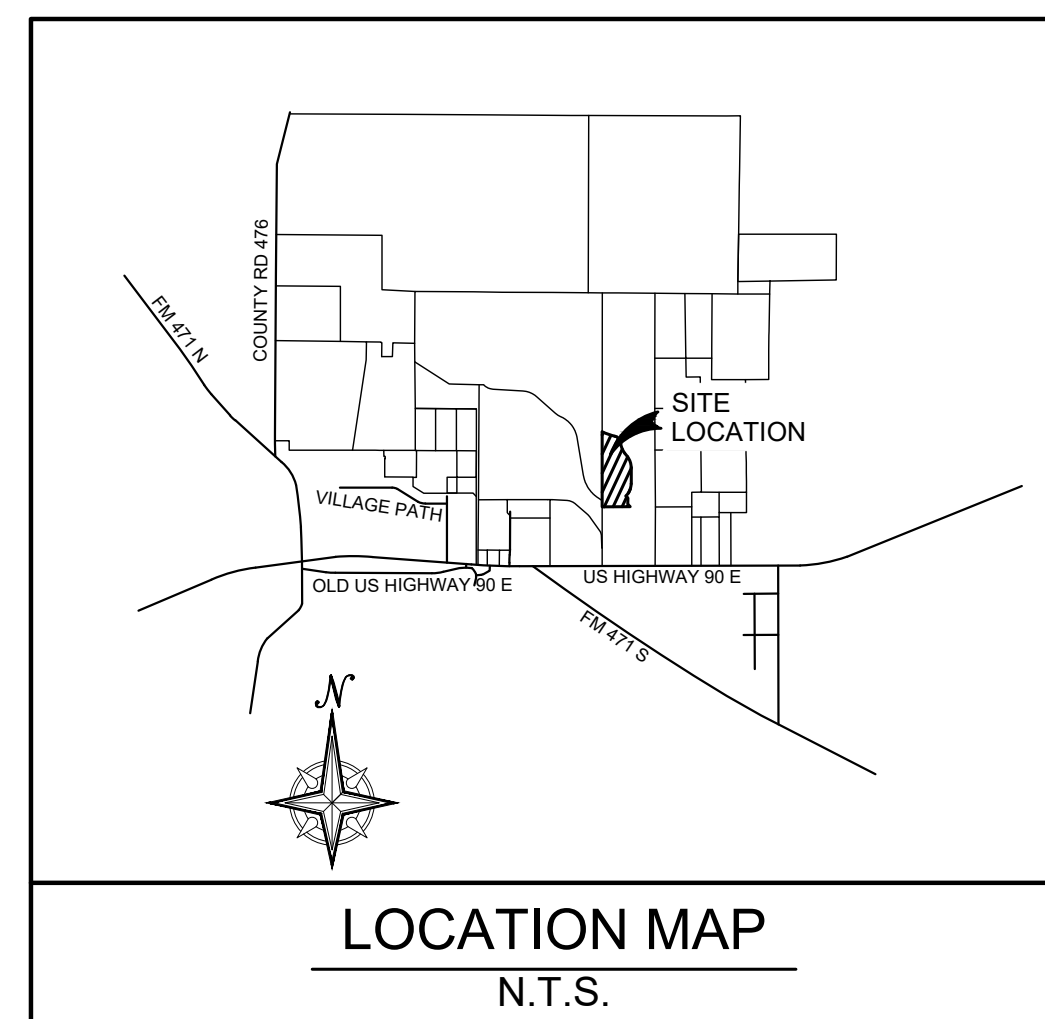 COUNTY RD 476
FM 471 N
SITE
LOCATION
VILLAGE PATH
OLD US HIGHWAY 90 E
US HIGHWAY 90 E
FM 471 S
N
LOCATION MAP
N.T.S.